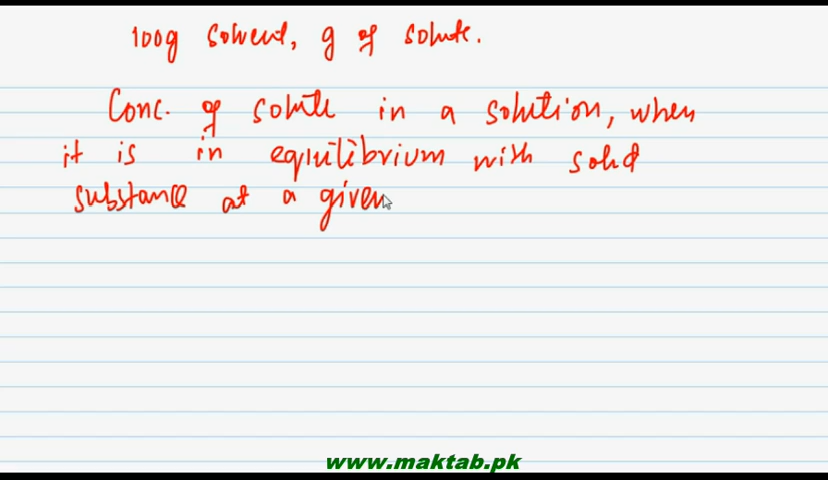 100g solvent, g of solute.
Conc. of solute in a solution, when
it is in equilibrium with solid
substance at a given
www.maktab.pk